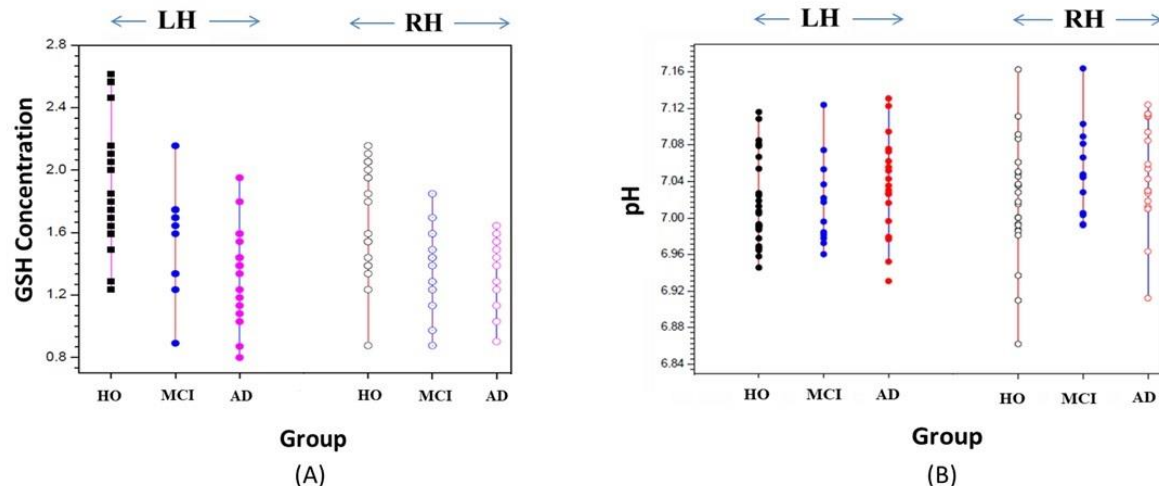 LH RH
2.8
2.4
2.0
1.6
1.2
0.8
GSH Concentration
HO MCI AD HO MCI AD
Group
(A)
LH RH
7.16
7.12
7.08
7.04
7.00
6.96
6.92
6.88
6.84
pH
HO MCI AD HO MCI AD
Group
(B)